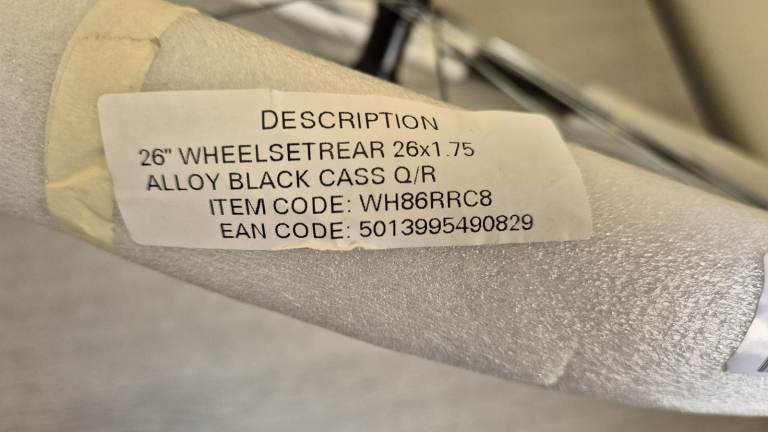 DESCRIPTION
26" WHEELSETREAR 26x1.75
ALLOY BLACK CASS Q/R
ITEM CODE: WH86RRC8
EAN CODE: 5013995490829